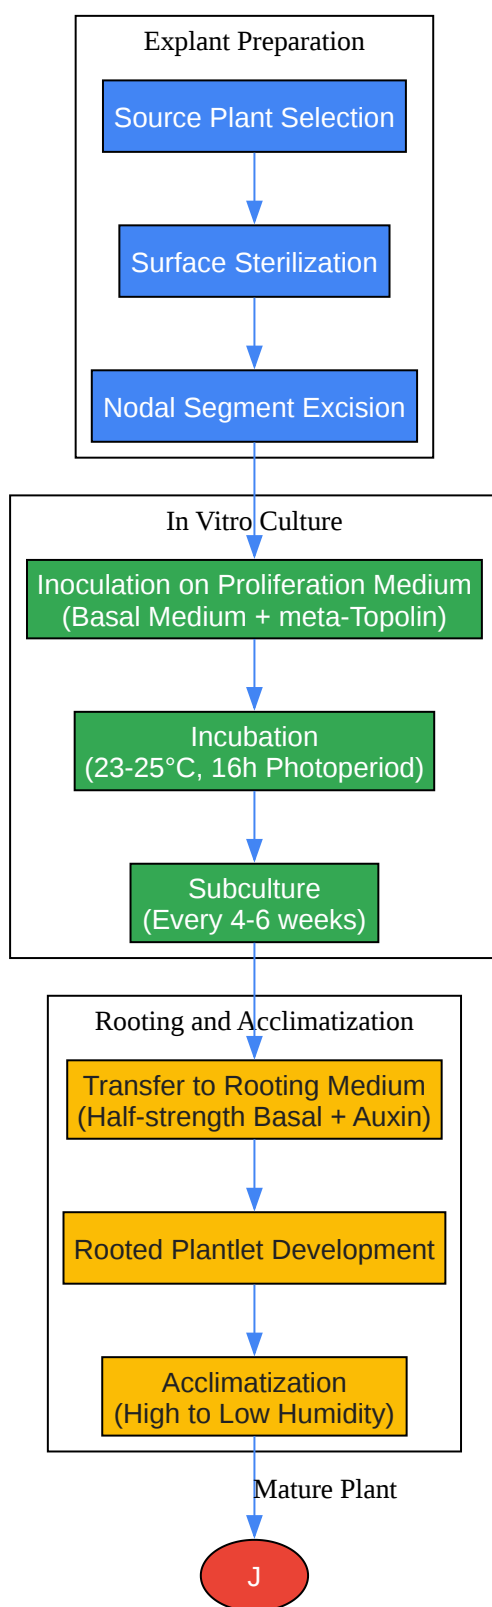 Explant Preparation
Source Plant Selection
Surface Sterilization
Nodal Segment Excision
In Vitro Culture
Inoculation on Proliferation Medium
(Basal Medium + meta-Topolin)
Incubation
(23-25°C, 16h Photoperiod)
Subculture
(Every 4-6 weeks)
Rooting and Acclimatization
Transfer to Rooting Medium
(Half-strength Basal + Auxin)
Rooted Plantlet Development
Acclimatization
(High to Low Humidity)
Mature Plant
J